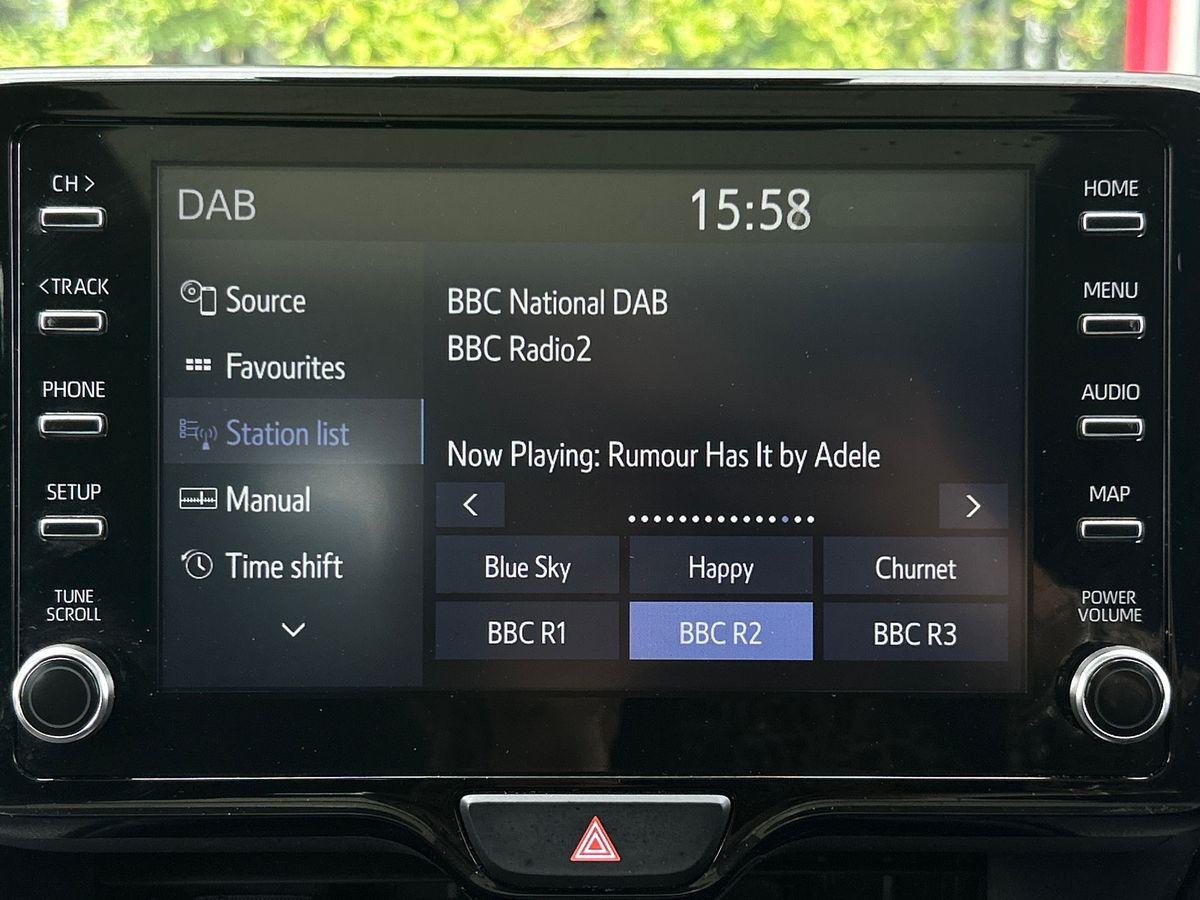 CH >
<TRACK
PHONE
SETUP
TUNE
SCROLL
DAB
15:58
Source
Favourites
Station list
Manual
Time shift
BBC National DAB
BBC Radio2
Now Playing: Rumour Has It by Adele
< >
Blue Sky Happy Churnet
BBC R1 BBC R2 BBC R3
HOME
MENU
AUDIO
MAP
POWER
VOLUME